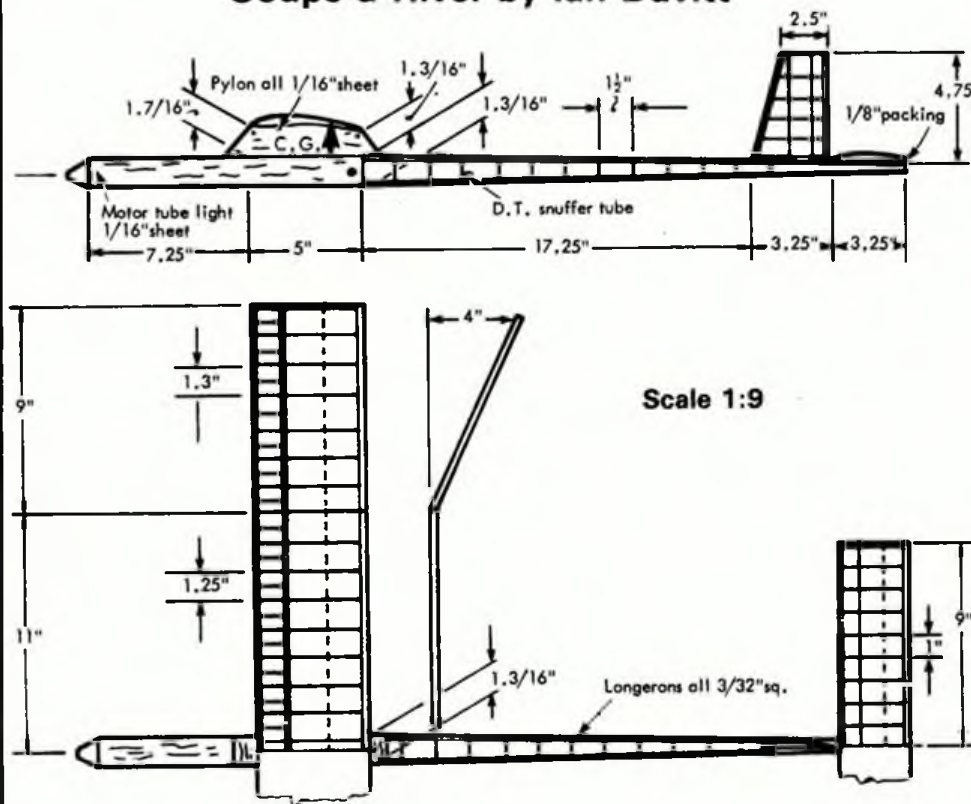 by Ian Davitt
2.5"
Pylon all 1/16"sheet
1.3/16"
1½"
4.75
1.7/16"
1.3/16"
1/8"packing
C.G.
Motor tube light
1/16"sheet
D.T. snuffer tube
7.25"
5"
17.25"
3.25"
3.25"
4"
1.3"
9"
Scale 1:9
1.25"
11"
9"
1"
1.3/16"
Longerons all 3/32"sq.